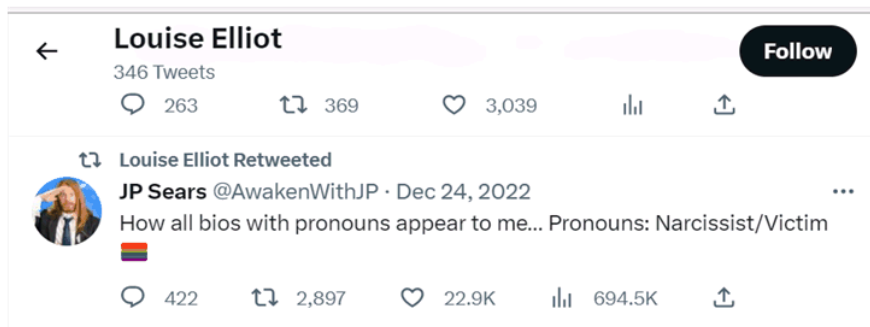 Louise Elliot
Follow
346 Tweets
263 369 3,039
Louise Elliot Retweeted
JP Sears @AwakenWithJP · Dec 24, 2022
How all bios with pronouns appear to me... Pronouns: Narcissist/Victim
422 2,897 22.9K 694.5K